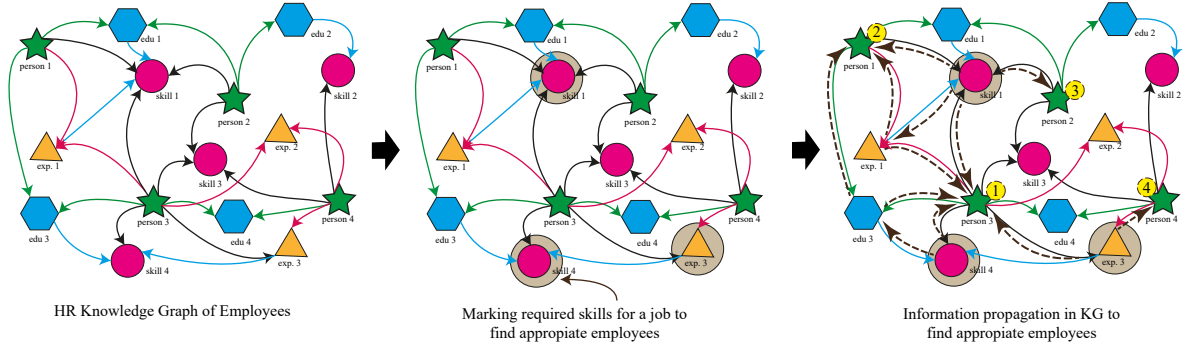 edu 1
edu 2
person 1
skill 1
skill 2
person 2
exp. 1
exp. 2
skill 3
person 3
person 4
edu 3
edu 4
skill 4
exp. 3
HR Knowledge Graph of Employees
edu 1
edu 2
person 1
skill 1
skill 2
person 2
exp. 1
exp. 2
skill 3
person 3
person 4
edu 3
edu 4
skill 4
exp. 3
Marking required skills for a job to
find appropiate employees
2
edu 1
edu 2
person 1
skill 1
skill 2
3
person 2
exp. 1
exp. 2
skill 3
1
4
person 3
person 4
edu 3
edu 4
skill 4
exp. 3
Information propagation in KG to
find appropiate employees